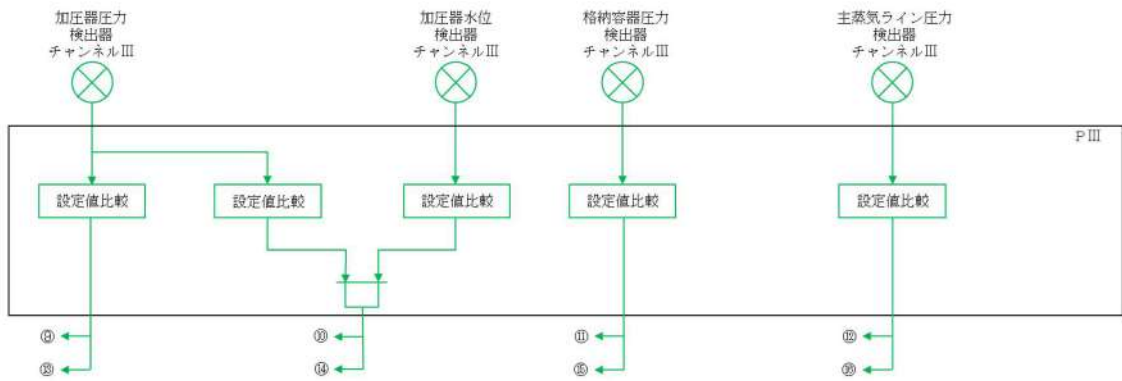 加圧器圧力
検出器
チャンネルⅢ
加圧器水位
検出器
チャンネルⅢ
格納容器圧力
検出器
チャンネルⅢ
主蒸気ライン圧力
検出器
チャンネルⅢ
PⅢ
設定値比較
設定値比較
設定値比較
設定値比較
設定値比較
⑨
⑩
⑪
⑫
⑬
⑭
⑮
⑯